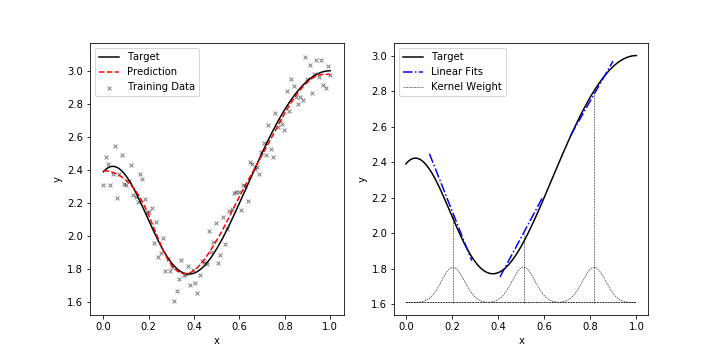 Target
Prediction
Training Data
3.0
2.8
2.6
2.4
2.2
2.0
1.8
1.6
y
0.0 0.2 0.4 0.6 0.8 1.0
x
Target
Linear Fits
Kernel Weight
3.0
2.8
2.6
2.4
2.2
2.0
1.8
1.6
y
0.0 0.2 0.4 0.6 0.8 1.0
x